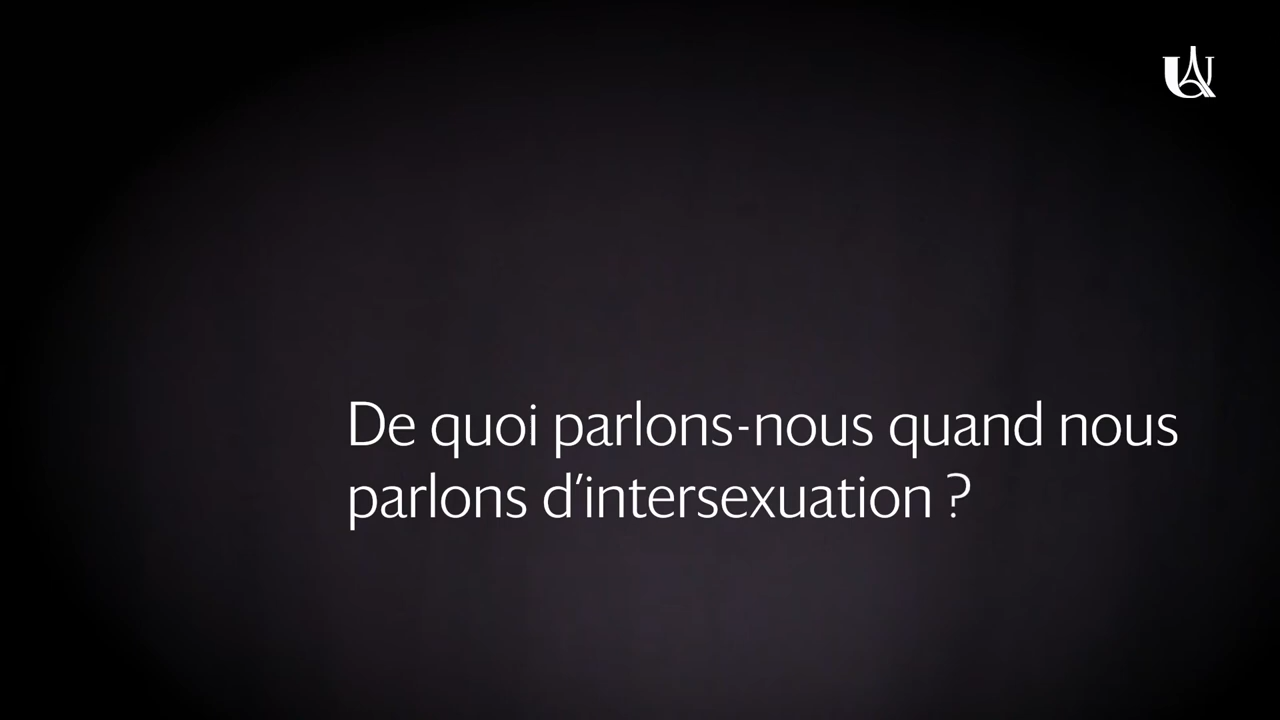 De quoi parlons-nous quand nous
parlons d’intersexuation ?